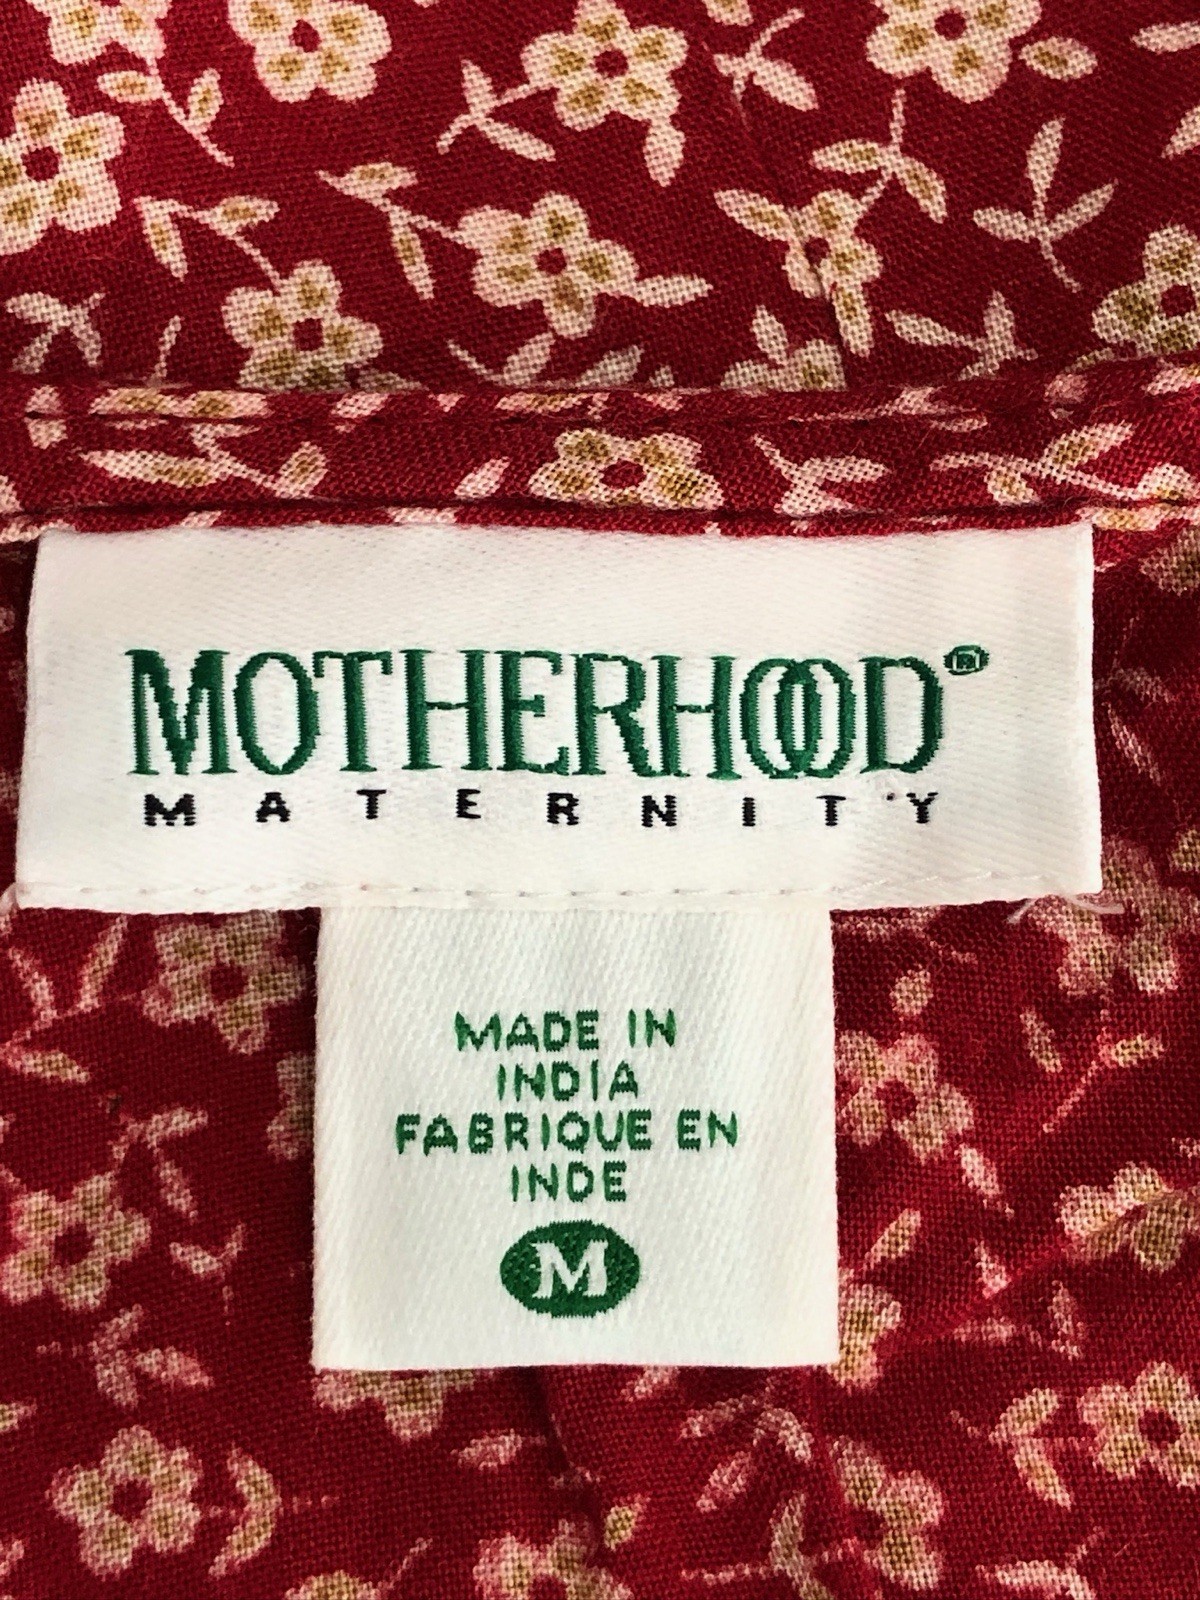 MOTHERHOOD®
MATERNITY
MADE IN
INDIA
FABRIQUE EN
INDE
M